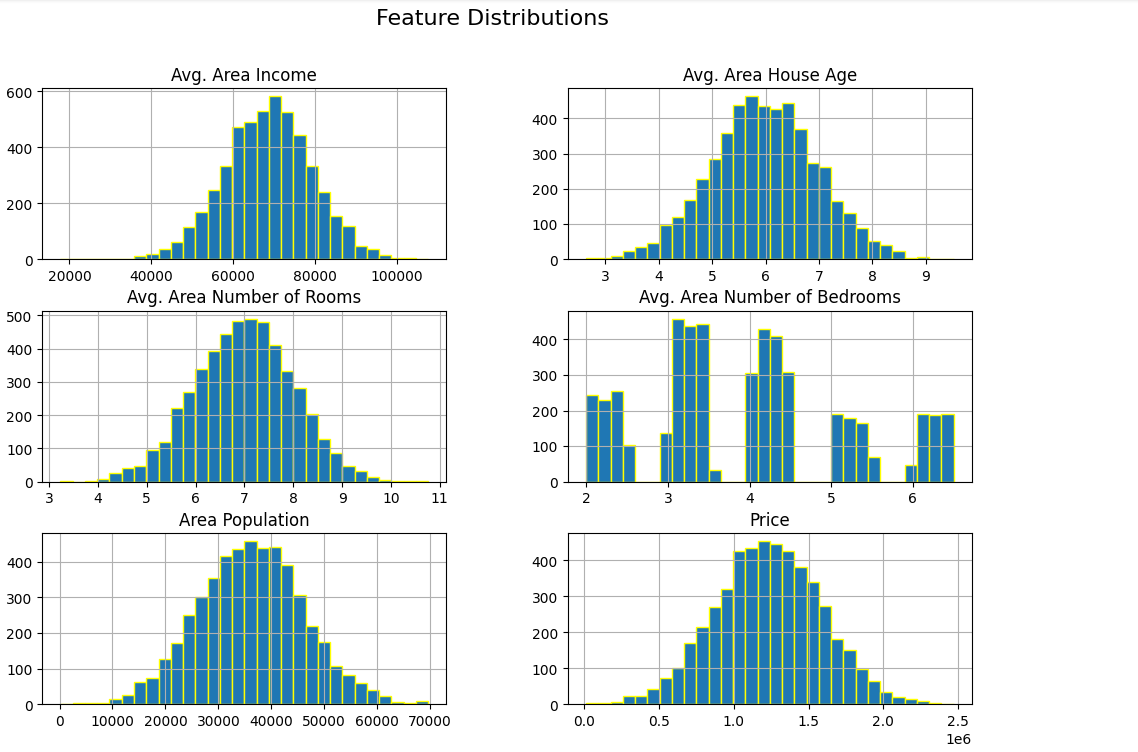 Feature Distributions
Avg. Area Income
600
400
200
0
20000 40000 60000 80000 100000
Avg. Area House Age
400
300
200
100
0
3 4 5 6 7 8 9
Avg. Area Number of Rooms
500
400
300
200
100
0
3 4 5 6 7 8 9 10 11
Avg. Area Number of Bedrooms
400
300
200
100
0
2 3 4 5 6
Area Population
400
300
200
100
0
0 10000 20000 30000 40000 50000 60000 70000
Price
400
300
200
100
0
0.0 0.5 1.0 1.5 2.0 2.5
1e6